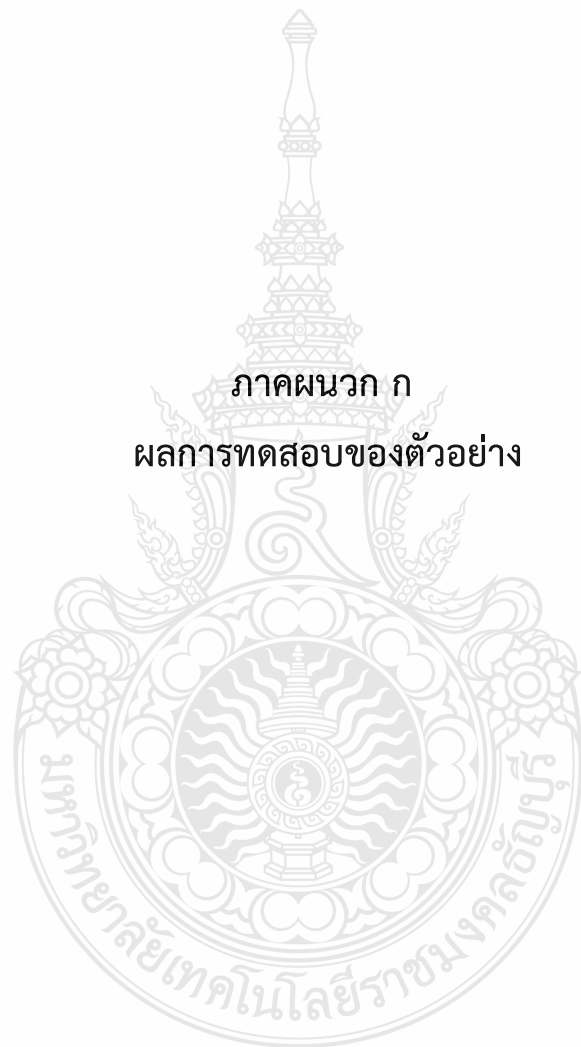 ภาคผนวก ก
ผลการทดสอบของตัวอย่าง
มหาวิทยาลัยเทคโนโลยีราชมงคลธัญบุรี